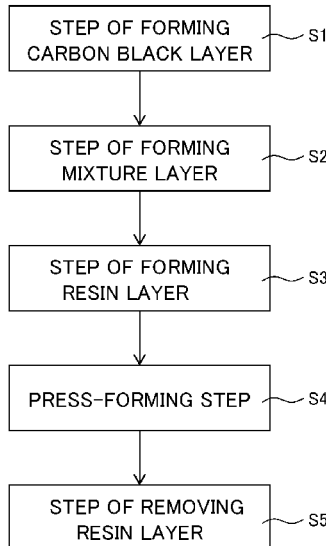 STEP OF FORMING
CARBON BLACK LAYER
S1
STEP OF FORMING
MIXTURE LAYER
S2
STEP OF FORMING
RESIN LAYER
S3
PRESS-FORMING STEP
S4
STEP OF REMOVING
RESIN LAYER
S5